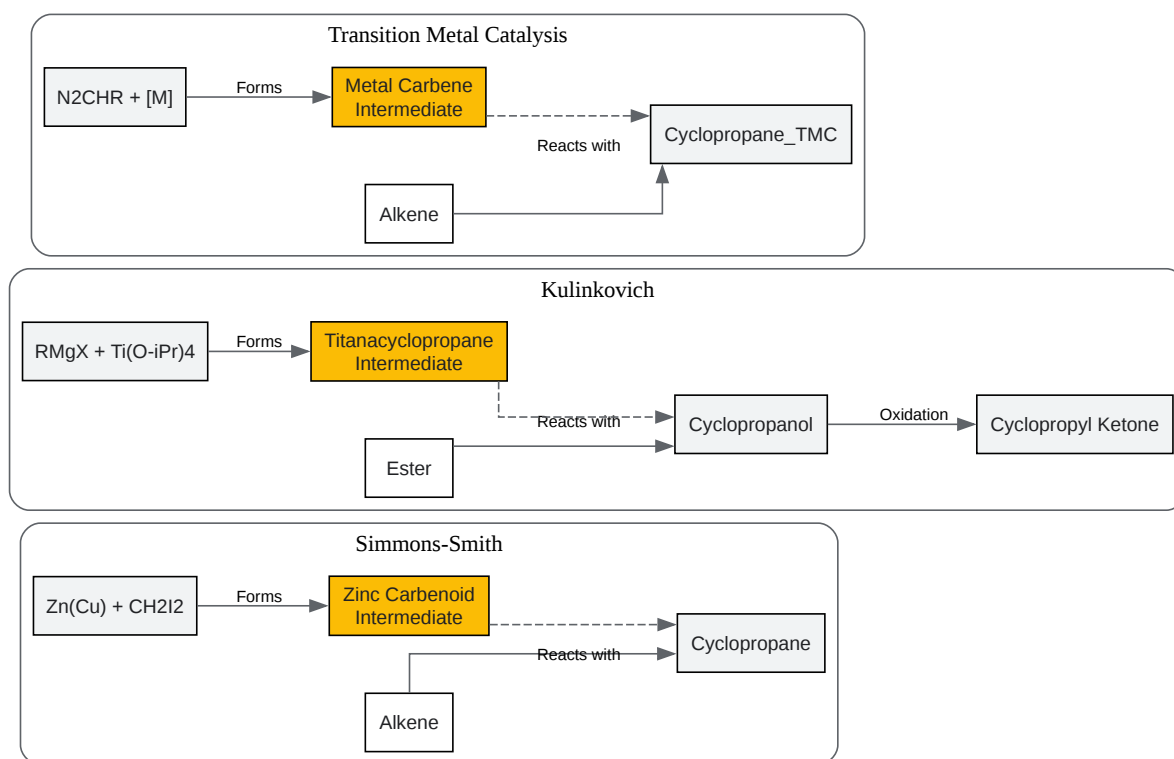 Transition Metal Catalysis
N2CHR + [M]
Forms
Metal Carbene
Intermediate
Reacts with
Cyclopropane_TMC
Alkene
Kulinkovich
RMgX + Ti(O-iPr)4
Forms
Titanacyclopropane
Intermediate
Reacts with
Cyclopropanol
Oxidation
Cyclopropyl Ketone
Ester
Simmons-Smith
Zn(Cu) + CH2I2
Forms
Zinc Carbenoid
Intermediate
Reacts with
Cyclopropane
Alkene